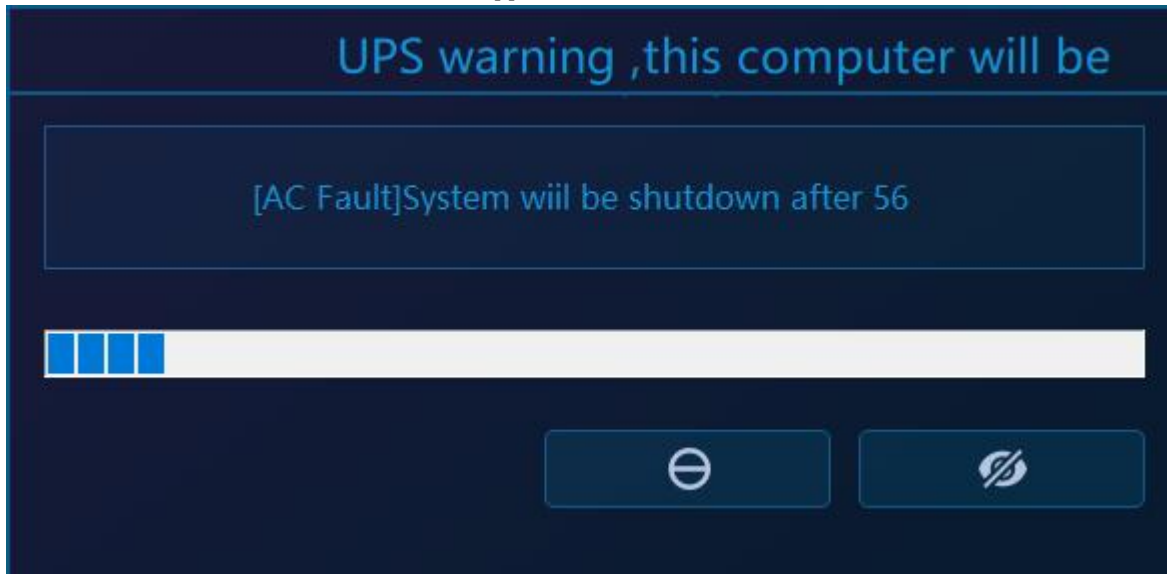 UPS warning ,this computer will be
[AC Fault]System wiil be shutdown after 56